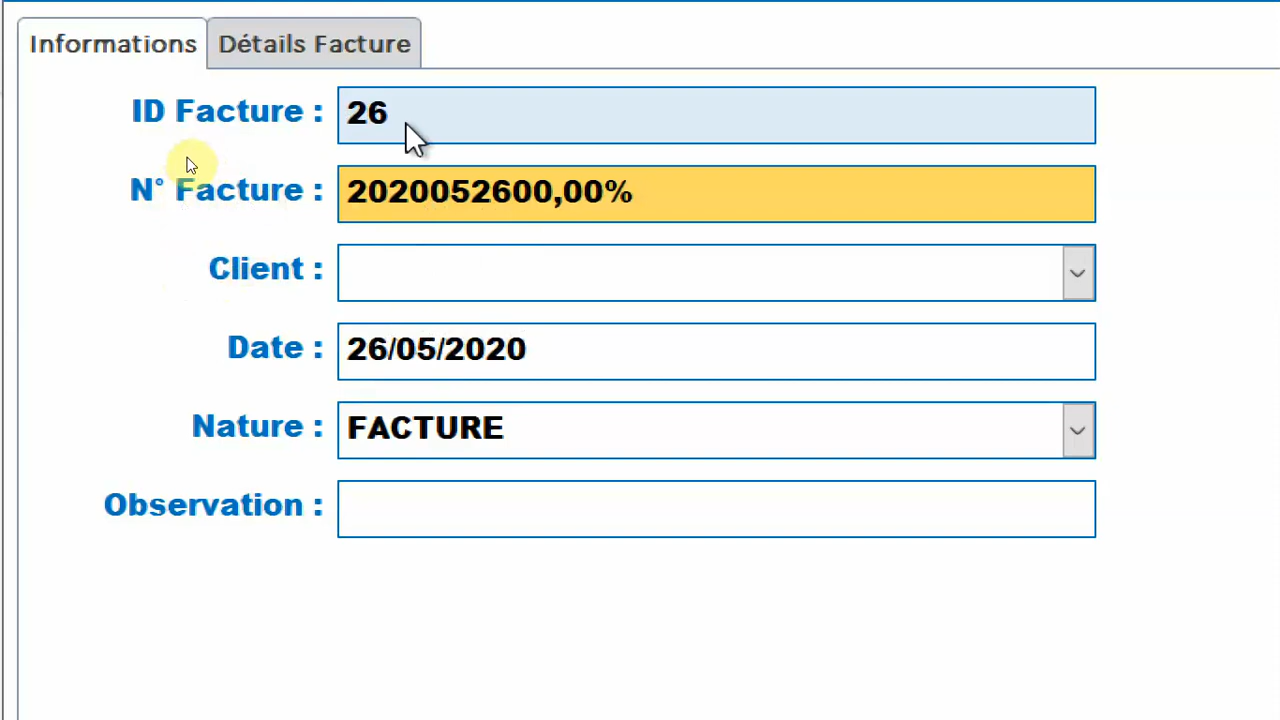 Informations Détails Facture
ID Facture : 26
N° Facture : 2020052600,00%
Client :
Date : 26/05/2020
Nature : FACTURE
Observation :